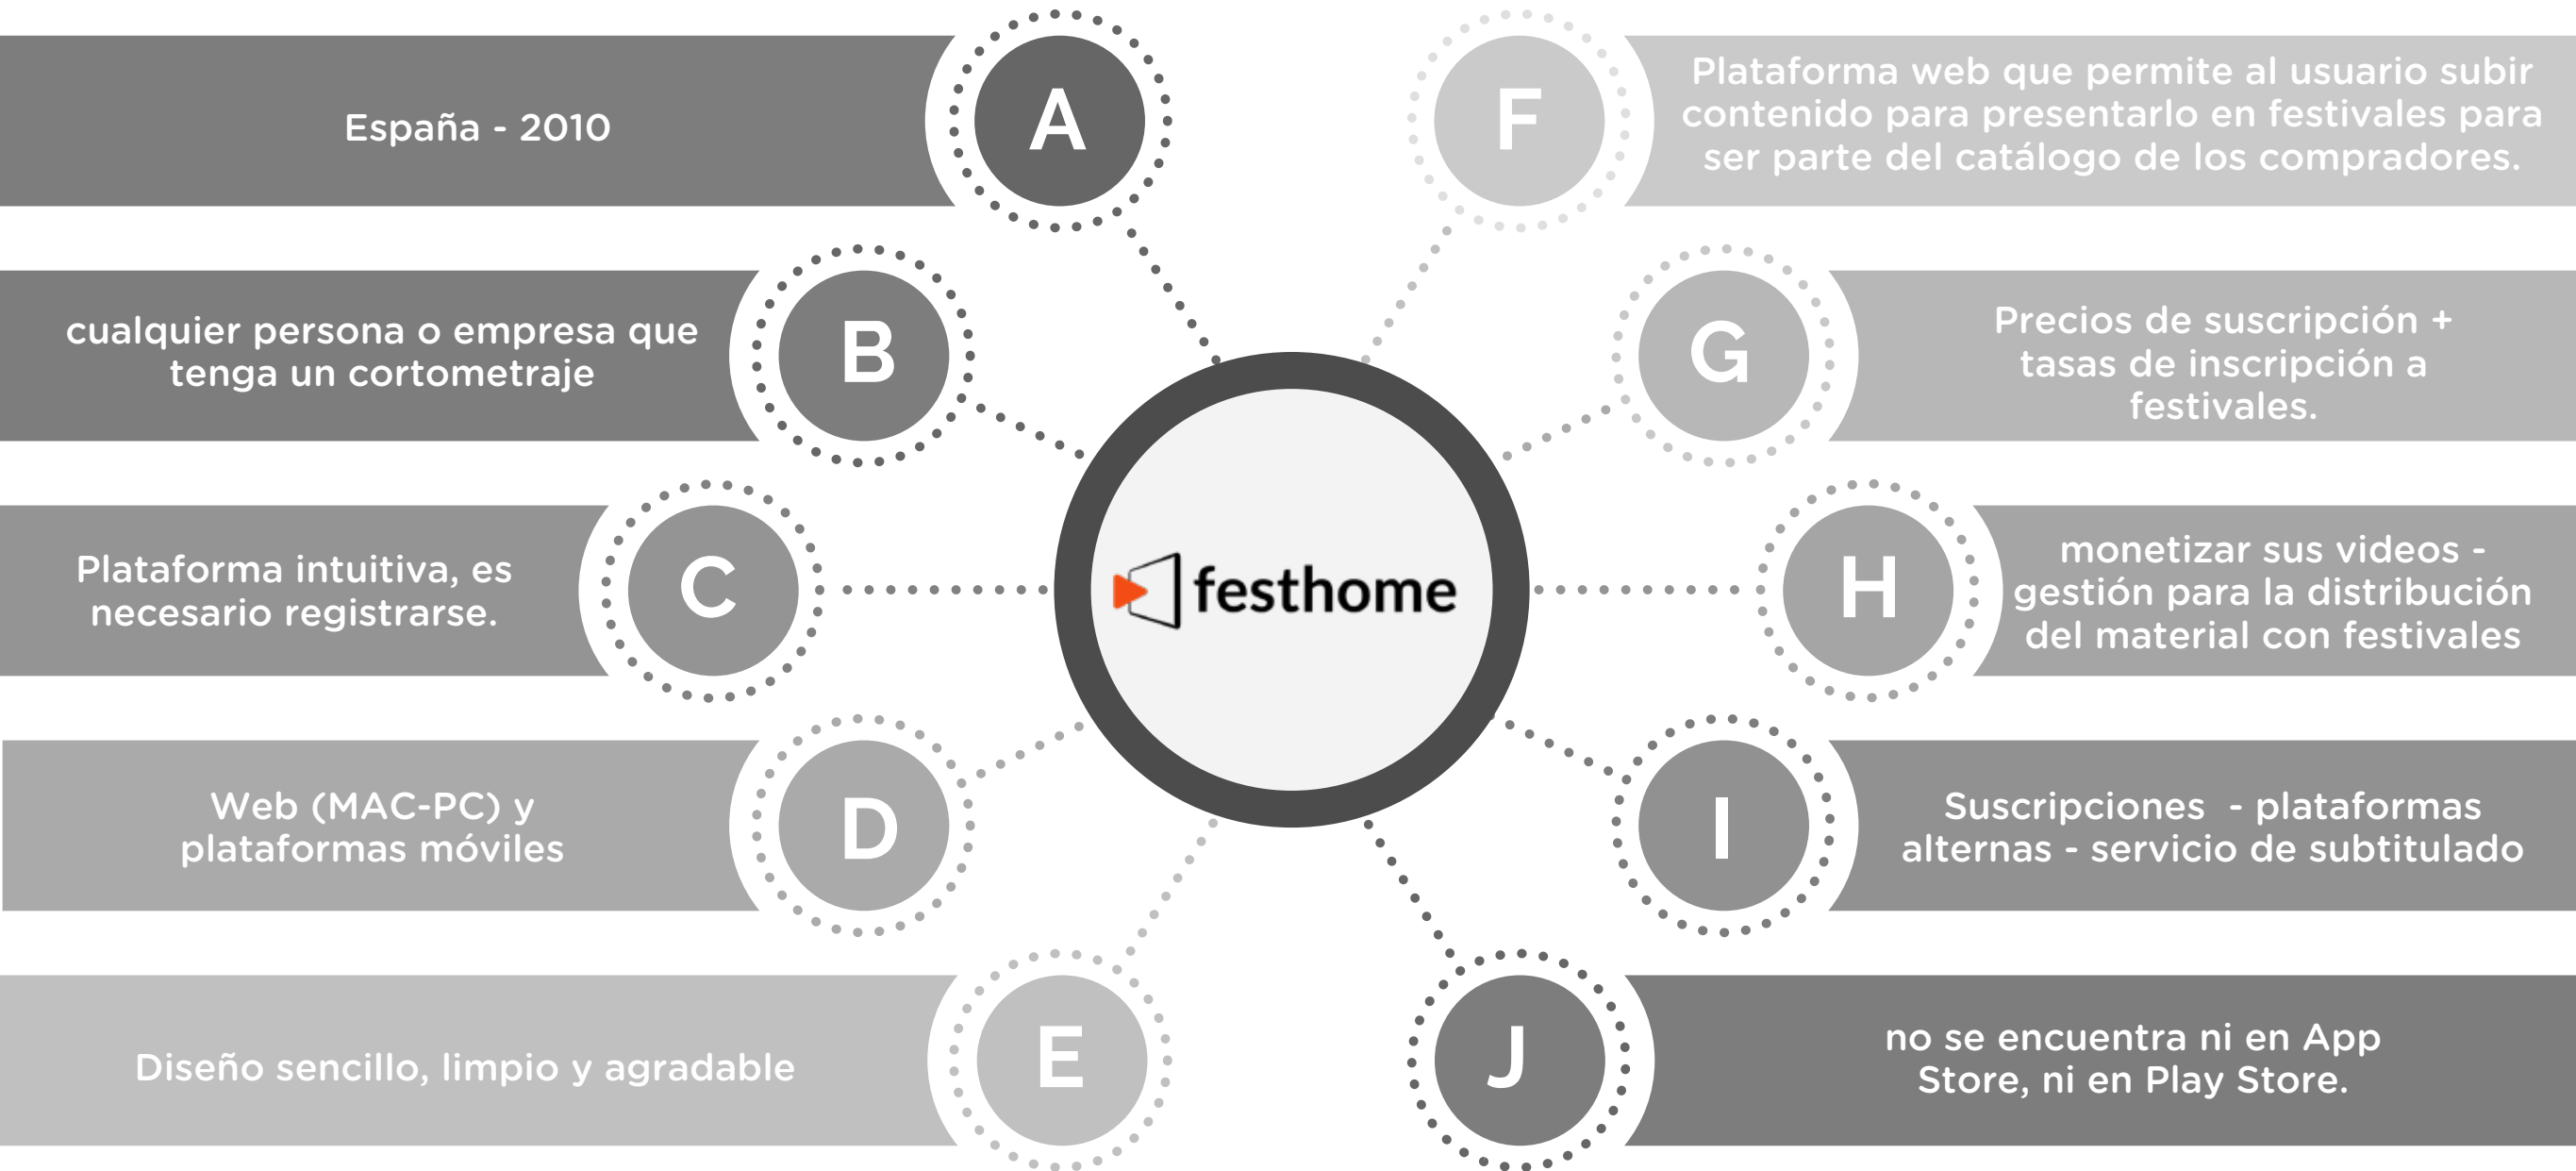 A
España - 2010
B
cualquier persona o empresa que
tenga un cortometraje
C
Plataforma intuitiva, es
necesario registrarse.
D
Web (MAC-PC) y
plataformas móviles
E
Diseño sencillo, limpio y agradable
festhome
F
Plataforma web que permite al usuario subir
contenido para presentarlo en festivales para
ser parte del catálogo de los compradores.
G
Precios de suscripción +
tasas de inscripción a
festivales.
H
monetizar sus videos -
gestión para la distribución
del material con festivales
I
Suscripciones - plataformas
alternas - servicio de subtitulado
J
no se encuentra ni en App
Store, ni en Play Store.